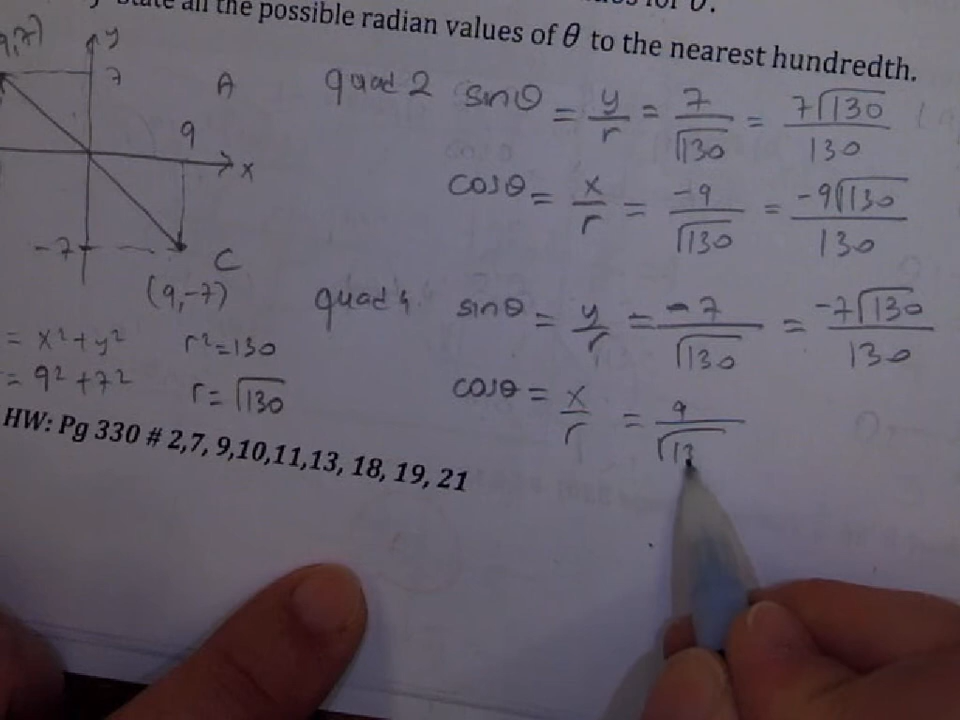 for θ.
State all the possible radian values of θ to the nearest hundredth.
9,7)
y
7
A
9
x
-7
C
(9,-7)
quad 2 sinθ = y/r = 7/√130 = 7√130/130
cosθ = x/r = -9/√130 = -9√130/130
quad 4 sinθ = y/r = -7/√130 = -7√130/130
cosθ = x/r = 9/√13
= x²+y² r²=130
= 9²+7² r=√130
HW: Pg 330 # 2,7, 9,10,11,13, 18, 19, 21